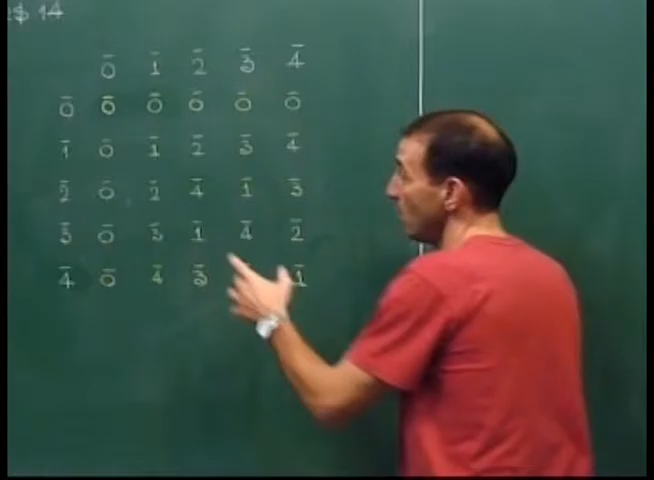 0̅ 1̅ 2̅ 3̅ 4̅
0̅ 0̅ 0̅ 0̅ 0̅ 0̅
1̅ 0̅ 1̅ 2̅ 3̅ 4̅
2̅ 0̅ 2̅ 4̅ 1̅ 3̅
3̅ 0̅ 3̅ 1̅ 4̅ 2̅
4̅ 0̅ 4̅ 3̅ 1̅